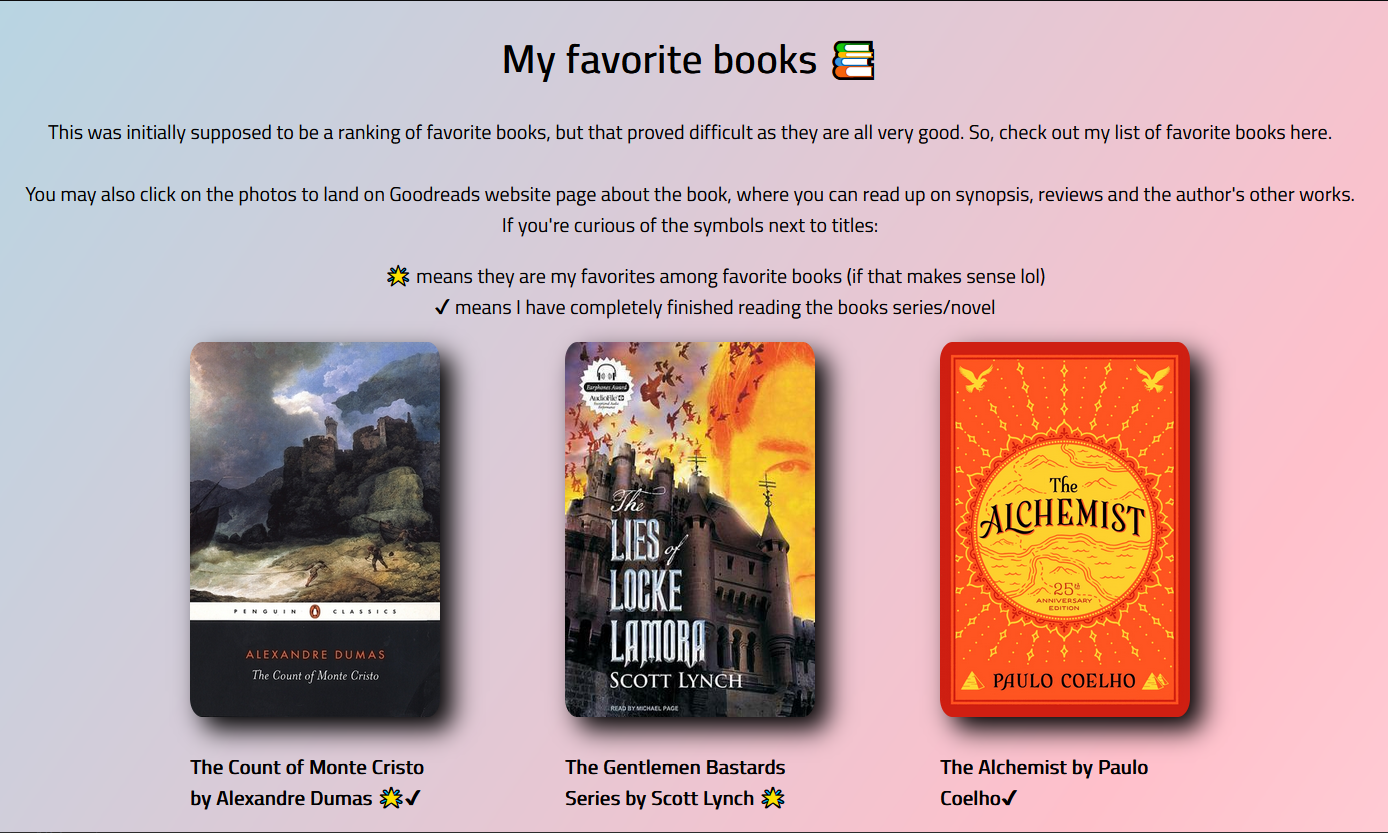 My favorite books 📚
This was initially supposed to be a ranking of favorite books, but that proved difficult as they are all very good. So, check out my list of favorite books here.
You may also click on the photos to land on Goodreads website page about the book, where you can read up on synopsis, reviews and the author's other works.
If you're curious of the symbols next to titles:
🌟 means they are my favorites among favorite books (if that makes sense lol)
✔ means I have completely finished reading the books series/novel
PENGUIN CLASSICS
ALEXANDRE DUMAS
The Count of Monte Cristo
Earphones Award
AudioFile
The
LIES of
LOCKE
LAMORA
SCOTT LYNCH
READ BY MICHAEL PAGE
The
ALCHEMIST
25th
ANNIVERSARY
EDITION
PAULO COELHO
The Count of Monte Cristo
by Alexandre Dumas 🌟✔
The Gentlemen Bastards
Series by Scott Lynch 🌟
The Alchemist by Paulo
Coelho✔